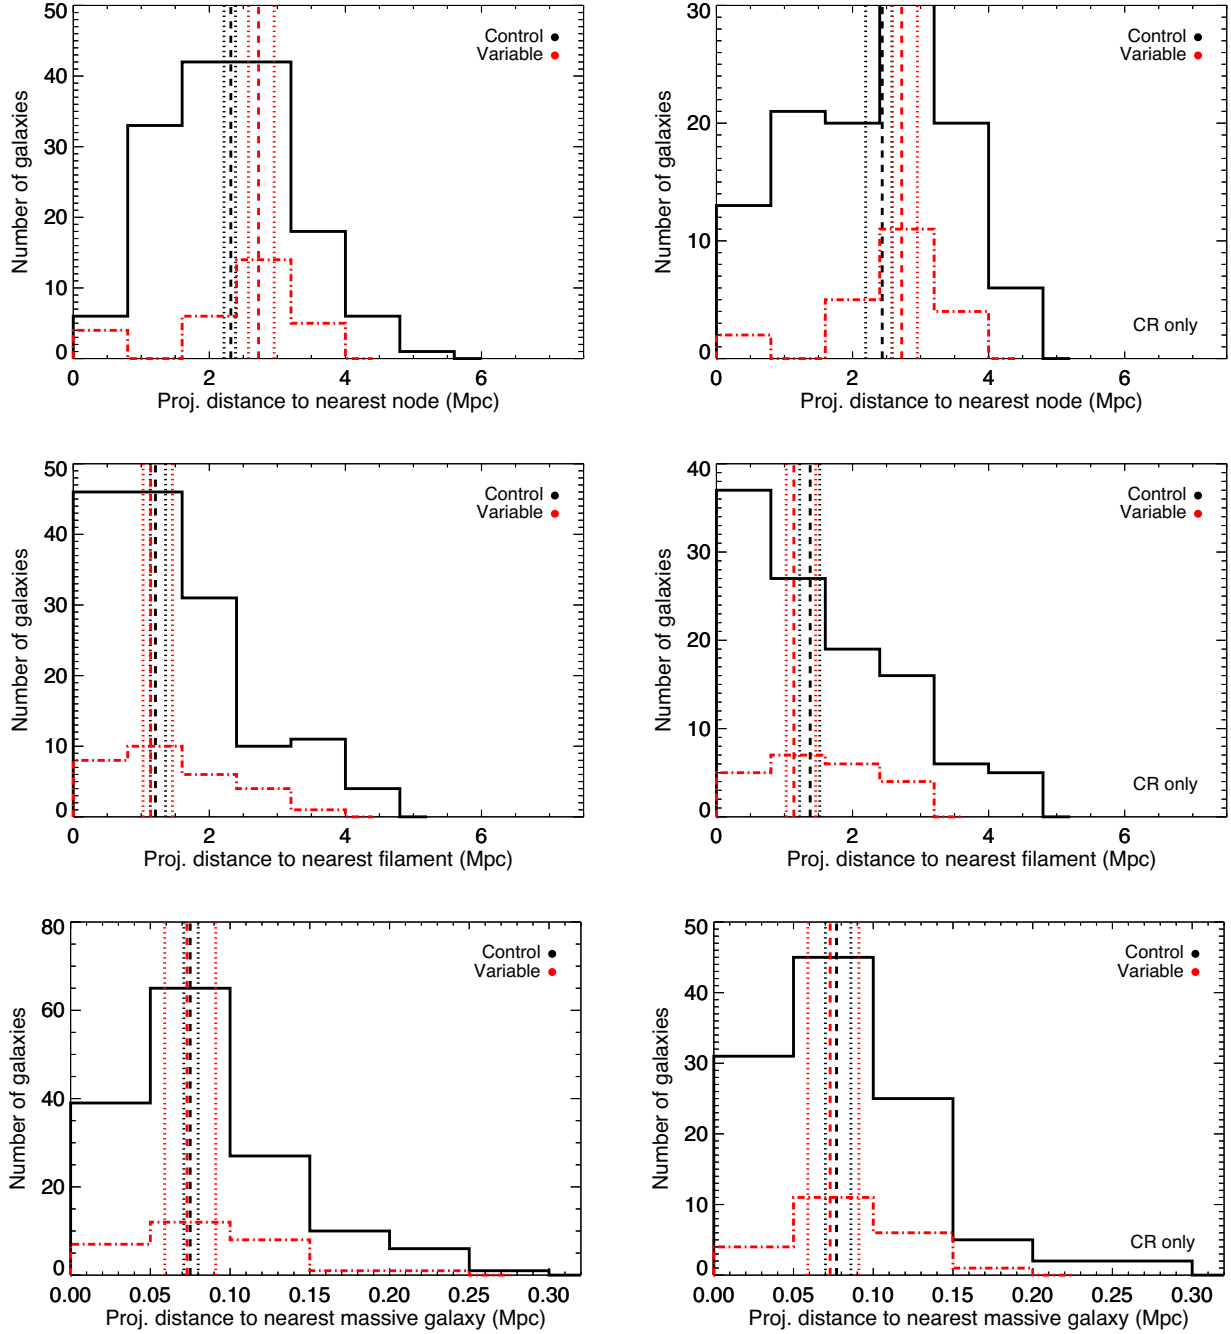 50
40
30
20
10
0
Number of galaxies
Control
Variable
0 2 4 6
Proj. distance to nearest node (Mpc)
30
20
10
0
Number of galaxies
Control
Variable
CR only
0 2 4 6
Proj. distance to nearest node (Mpc)
50
40
30
20
10
0
Number of galaxies
Control
Variable
0 2 4 6
Proj. distance to nearest filament (Mpc)
40
30
20
10
0
Number of galaxies
Control
Variable
CR only
0 2 4 6
Proj. distance to nearest filament (Mpc)
80
60
40
20
0
Number of galaxies
Control
Variable
0.00 0.05 0.10 0.15 0.20 0.25 0.30
Proj. distance to nearest massive galaxy (Mpc)
50
40
30
20
10
0
Number of galaxies
Control
Variable
CR only
0.00 0.05 0.10 0.15 0.20 0.25 0.30
Proj. distance to nearest massive galaxy (Mpc)